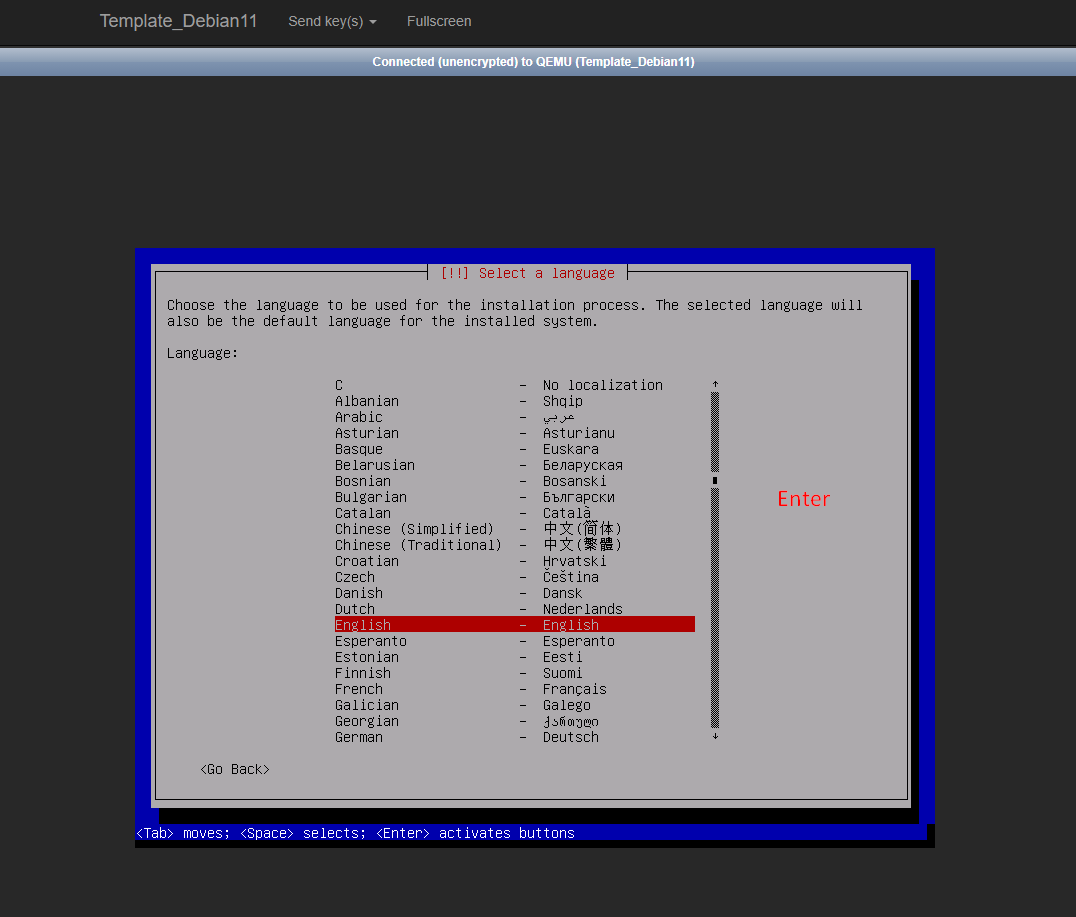 Template_Debian11 Send key(s) Fullscreen
Connected (unencrypted) to QEMU (Template_Debian11)
[!!] Select a language
Choose the language to be used for the installation process. The selected language will
also be the default language for the installed system.
Language:
C - No localization
Albanian - Shqip
Arabic - عربي
Asturian - Asturianu
Basque - Euskara
Belarusian - Беларуская
Bosnian - Bosanski
Bulgarian - Български
Catalan - Català
Chinese (Simplified) - 中文(简体)
Chinese (Traditional) - 中文(繁體)
Croatian - Hrvatski
Czech - Čeština
Danish - Dansk
Dutch - Nederlands
English - English
Esperanto - Esperanto
Estonian - Eesti
Finnish - Suomi
French - Français
Galician - Galego
Georgian - ქართული
German - Deutsch
Enter
<Go Back>
<Tab> moves; <Space> selects; <Enter> activates buttons